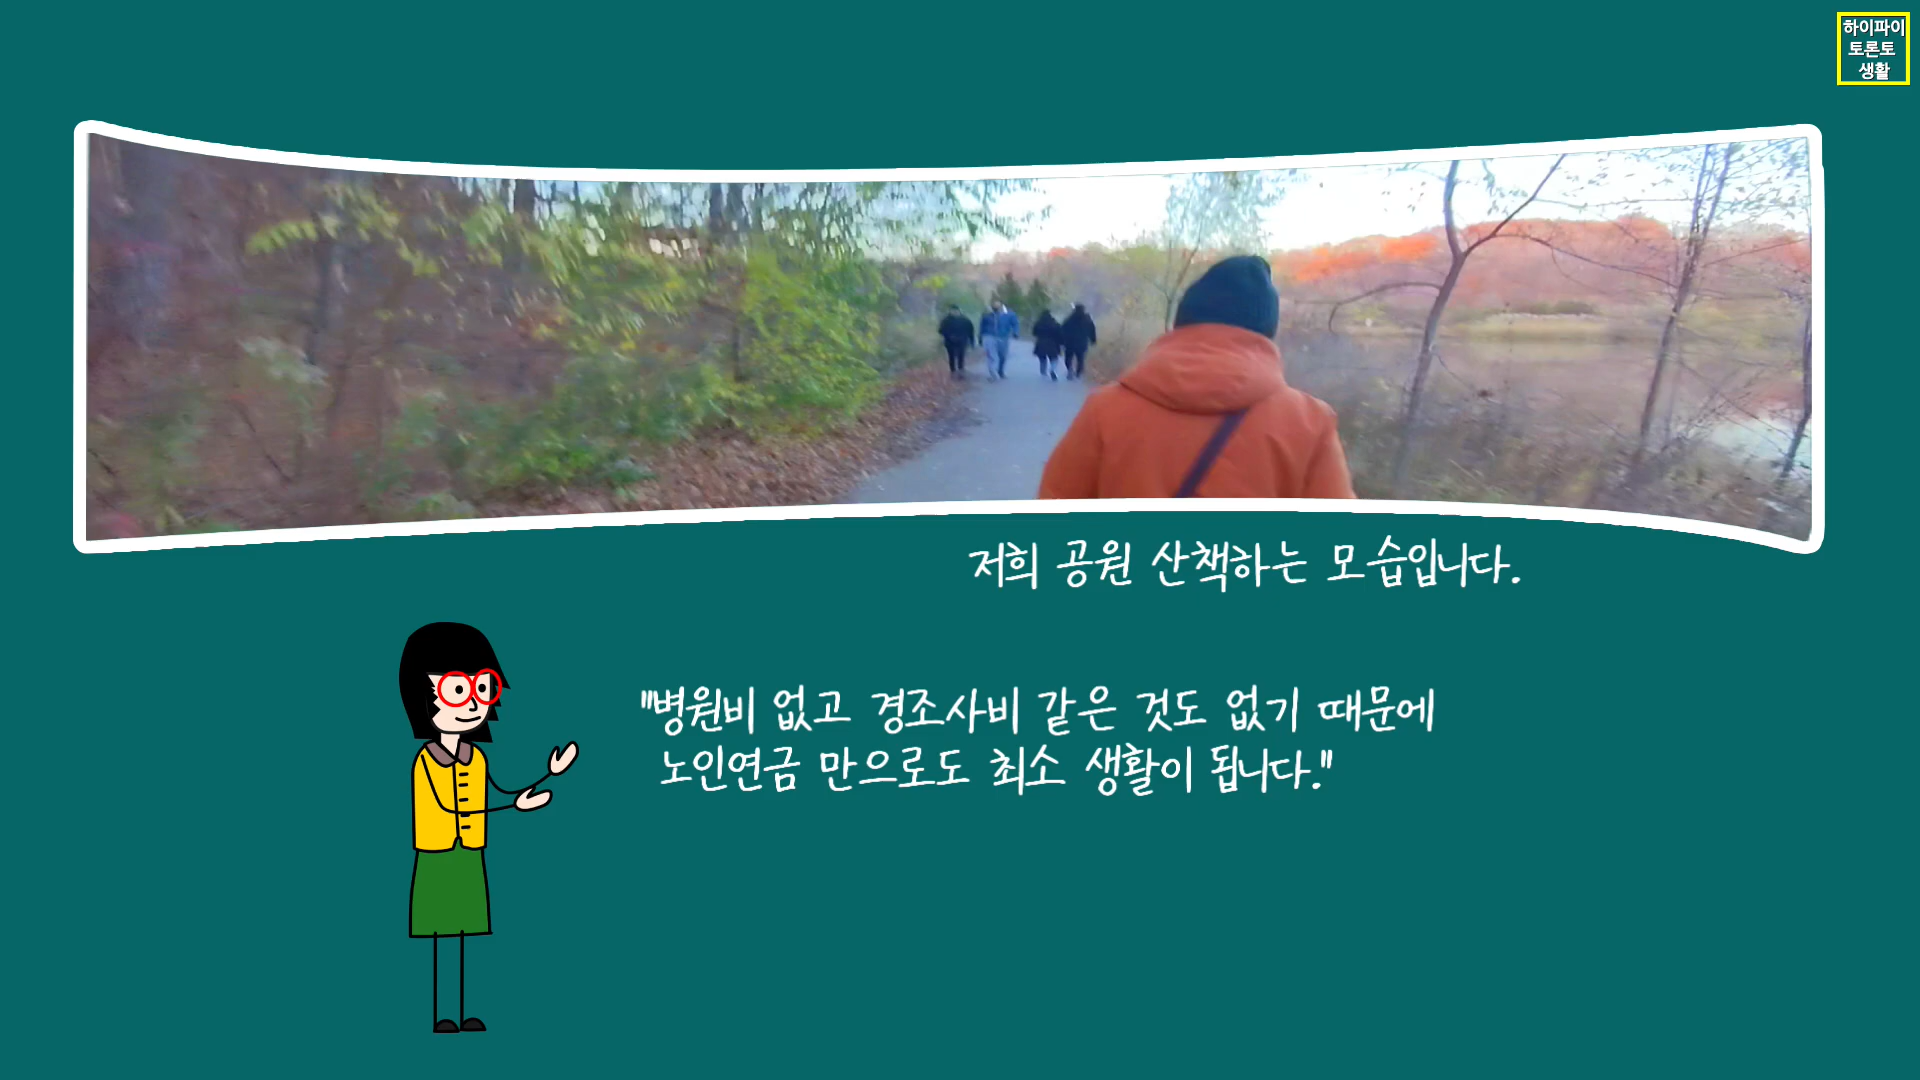 하이파이
토론토
생활
저희 공원 산책하는 모습입니다.
"병원비 없고 경조사비 같은 것도 없기 때문에
노인연금 만으로도 최소 생활이 됩니다."